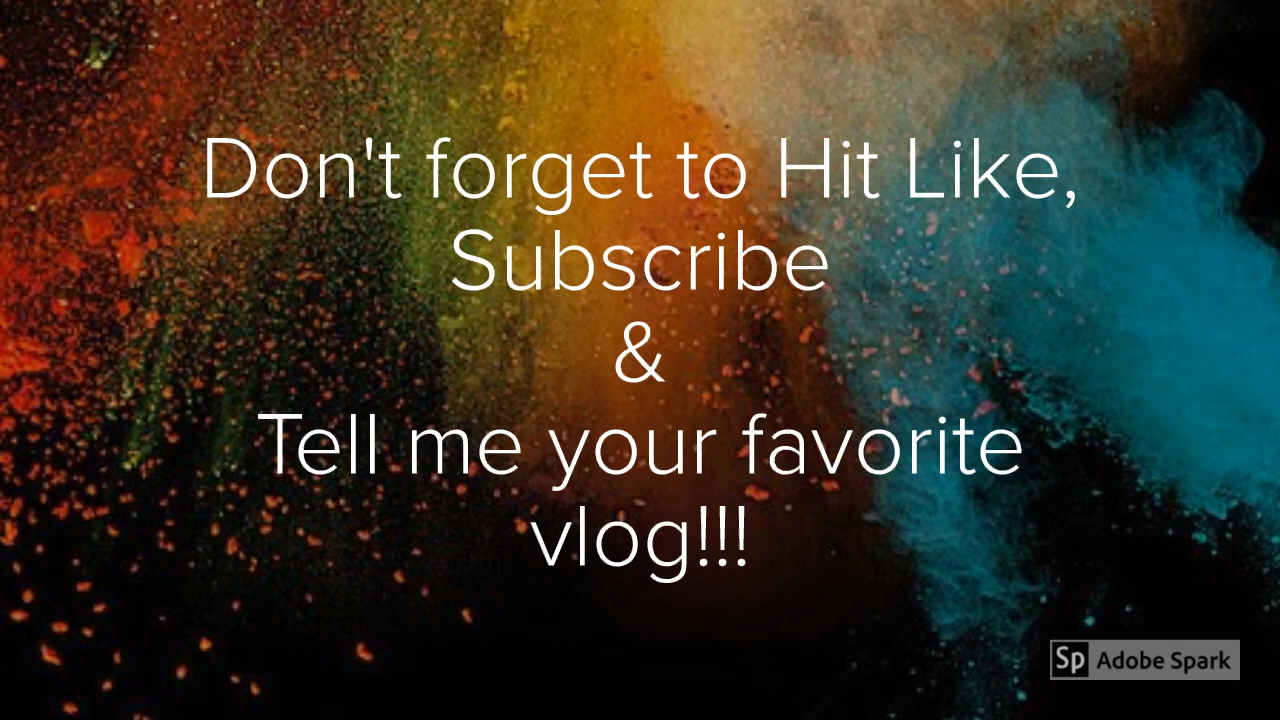 Don't forget to Hit Like,
Subscribe
&
Tell me your favorite
vlog!!!
Sp Adobe Spark